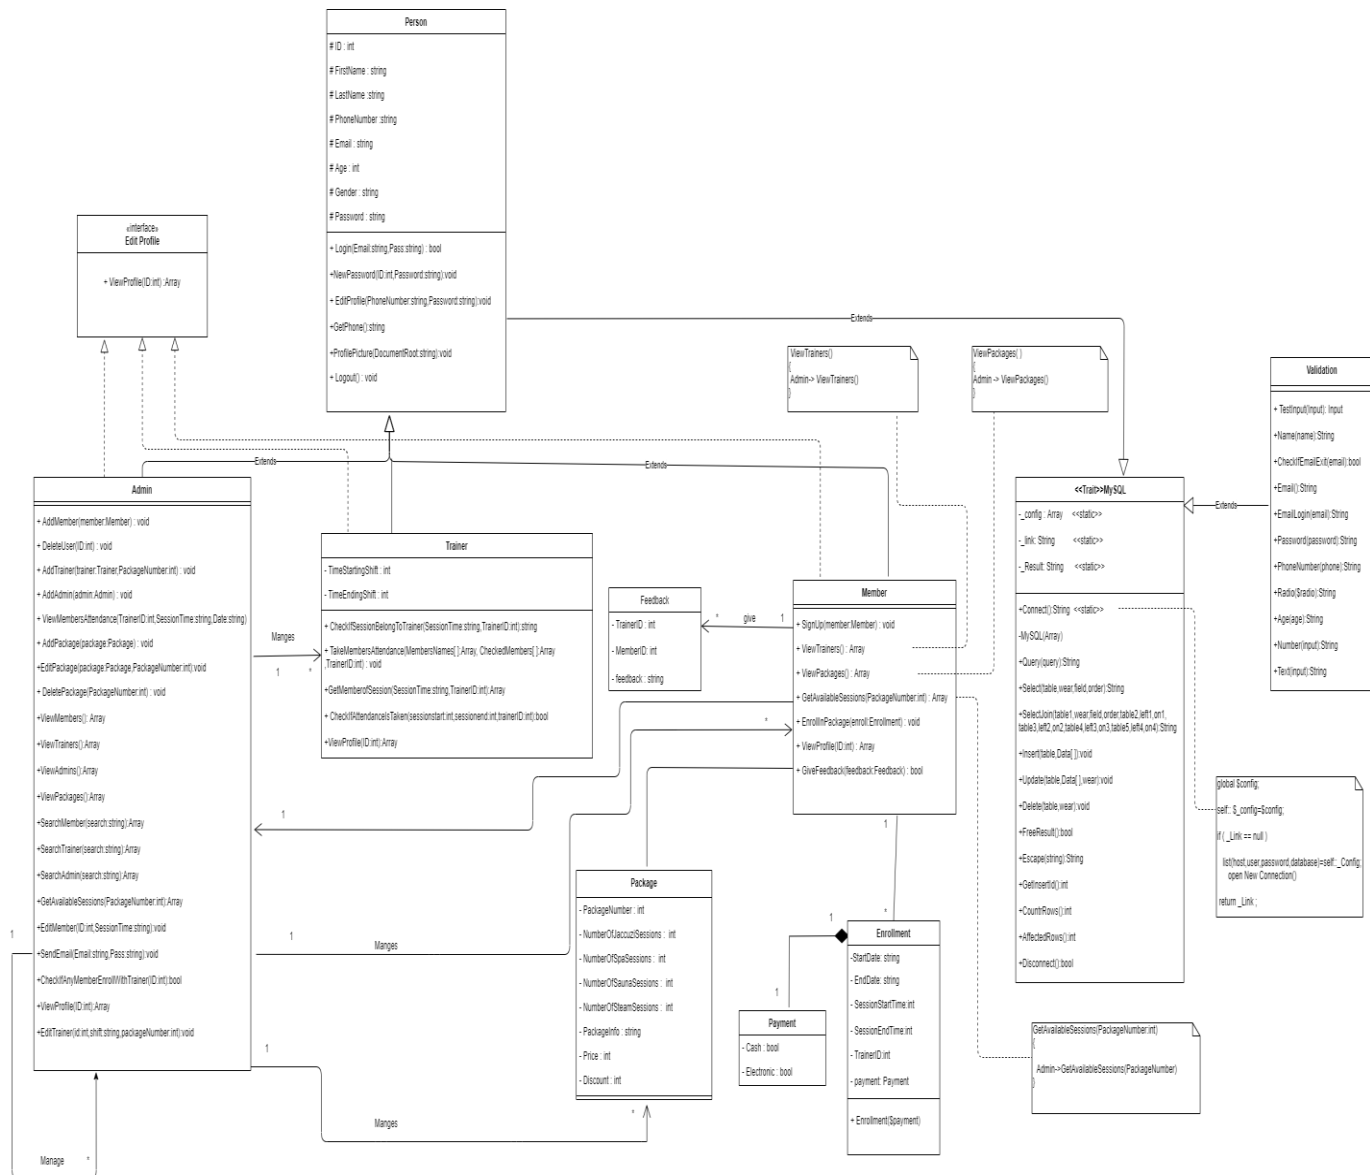 Person
# ID : int
# FirstName : string
# LastName :string
# PhoneNumber :string
# Email : string
# Age : int
# Gender : string
# Password : string
+ Login(Email:string,Pass:string) : bool
+NewPassword(ID:int,Password:string):void
+ EditProfile(PhoneNumber:string,Password:string):void
+GetPhone():string
+ProfilePicture(DocumentRoot:string):void
+ Logout() : void
«interface»
Edit Profile
+ ViewProfile(ID:int) :Array
Extends
ViewTrainers()
{
Admin-> ViewTrainers()
}
ViewPackages( )
{
Admin -> ViewPackages()
}
Validation
+ TestInput(Input): Input
+Name(name):String
+CheckIfEmailExit(email):bool
+Email():String
+EmailLogin(email):String
+Password(password):String
+PhoneNumber(phone):String
+Radio($radio):String
+Age(age):String
+Number(input):String
+Text(input):String
Extends
Extends
Extends
Admin
+ AddMember(member:Member) : void
+ DeleteUser(ID:int) : void
+ AddTrainer(trainer:Trainer,PackageNumber:int) : void
+ AddAdmin(admin:Admin) : void
+ ViewMembersAttendance(TrainerID:int,SessionTime:string,Date:string)
+ AddPackage(package:Package) : void
+EditPackage(package:Package,PackageNumber:int):void
+ DeletePackage(PackageNumber:int) : void
+ViewMembers(): Array
+ViewTrainers():Array
+ViewAdmins():Array
+ViewPackages():Array
+SearchMember(search:string):Array
+SearchTrainer(search:string):Array
+SearchAdmin(search:string):Array
+GetAvailableSessions(PackageNumber:int):Array
+EditMember(ID:int,SessionTime:string):void
+SendEmail(Email:string,Pass:string):void
+CheckIfAnyMemberEnrollWithTrainer(ID:int):bool
+ViewProfile(ID:int):Array
+EditTrainer(id:int,shift:string,packageNumber:int):void
Manges
1
*
Trainer
- TimeStartingShift : int
- TimeEndingShift : int
+ CheckIfSessionBelongToTrainer(SessionTime:string,TrainerID:int):string
+ TakeMembersAttendance(MembersNames[ ]:Array, CheckedMembers[ ]:Array
,TrainerID:int) : void
+GetMemberofSession(SessionTime:string,TrainerID:int):Array
+ CheckIfAttendanceIsTaken(sessionstart:int,sessionend:int,trainerID:int):bool
+ViewProfile(ID:int):Array
Feedback
- TrainerID : int
- MemberID: int
- feedback : string
*
give
1
Member
+ SignUp(member:Member) : void
+ ViewTrainers() : Array
+ ViewPackages() : Array
+ GetAvailableSessions(PackageNumber:int) : Array
+ EnrollInPackage(enroll:Enrollment) : void
+ ViewProfile(ID:int) : Array
+ GiveFeedback(feedback:Feedback) : bool
<<Trait>>MySQL
-_config : Array <<static>>
-_link: String <<static>>
-_Result: String <<static>>
+Connect():String <<static>>
-MySQL(Array)
+Query(query):String
+Select(table,wear,field,order):String
+SelectJoin(table1,wear,field,order,table2,left1,on1,
table3,left2,on2,table4,left3,on3,table5,left4,on4):String
+Insert(table,Data[ ]):void
+Update(table,Data[ ],wear):void
+Delete(table,wear):void
+FreeResult():bool
+Escape(string):String
+GetInsertId():int
+CountrRows():int
+AffectedRows():int
+Disconnect():bool
global $config;
self:: $_config=$config;
if ( _Link == null )
list(host,user,password,database)=self::_Config;
open New Connection()
return _Link ;
GetAvailableSessions(PackageNumber:int)
{
Admin->GetAvailableSessions(PackageNumber)
}
*
1
1
Manges
Package
- PackageNumber : int
- NumberOfJaccuziSessions : int
- NumberOfSpaSessions : int
- NumberOfSaunaSessions : int
- NumberOfSteamSessions : int
- PackageInfo : string
- Price : int
- Discount : int
1
*
Enrollment
-StartDate: string
- EndDate: string
- SessionStartTime:int
- SessionEndTime:int
- TrainerID:int
- payment: Payment
+ Enrollment($payment)
1
1
Payment
- Cash : bool
- Electronic : bool
1
Manges
*
1
Manage
*